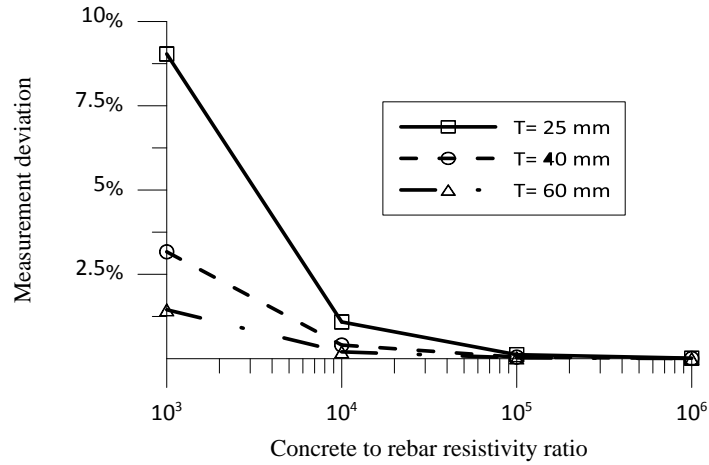 10%
7.5%
5%
2.5%
Measurement deviation
T= 25 mm
T= 40 mm
T= 60 mm
10³
10⁴
10⁵
10⁶
Concrete to rebar resistivity ratio